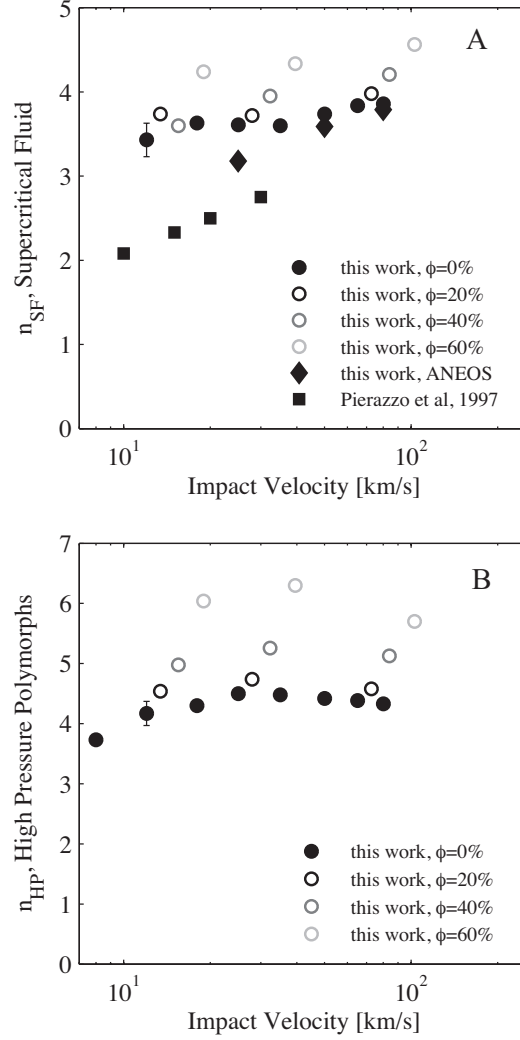 A
5
4
3
2
1
0
n_SF, Supercritical Fluid
this work, ϕ=0%
this work, ϕ=20%
this work, ϕ=40%
this work, ϕ=60%
this work, ANEOS
Pierazzo et al, 1997
10^1
10^2
Impact Velocity [km/s]
B
7
6
5
4
3
2
1
0
n_HP, High Pressure Polymorphs
this work, ϕ=0%
this work, ϕ=20%
this work, ϕ=40%
this work, ϕ=60%
10^1
10^2
Impact Velocity [km/s]